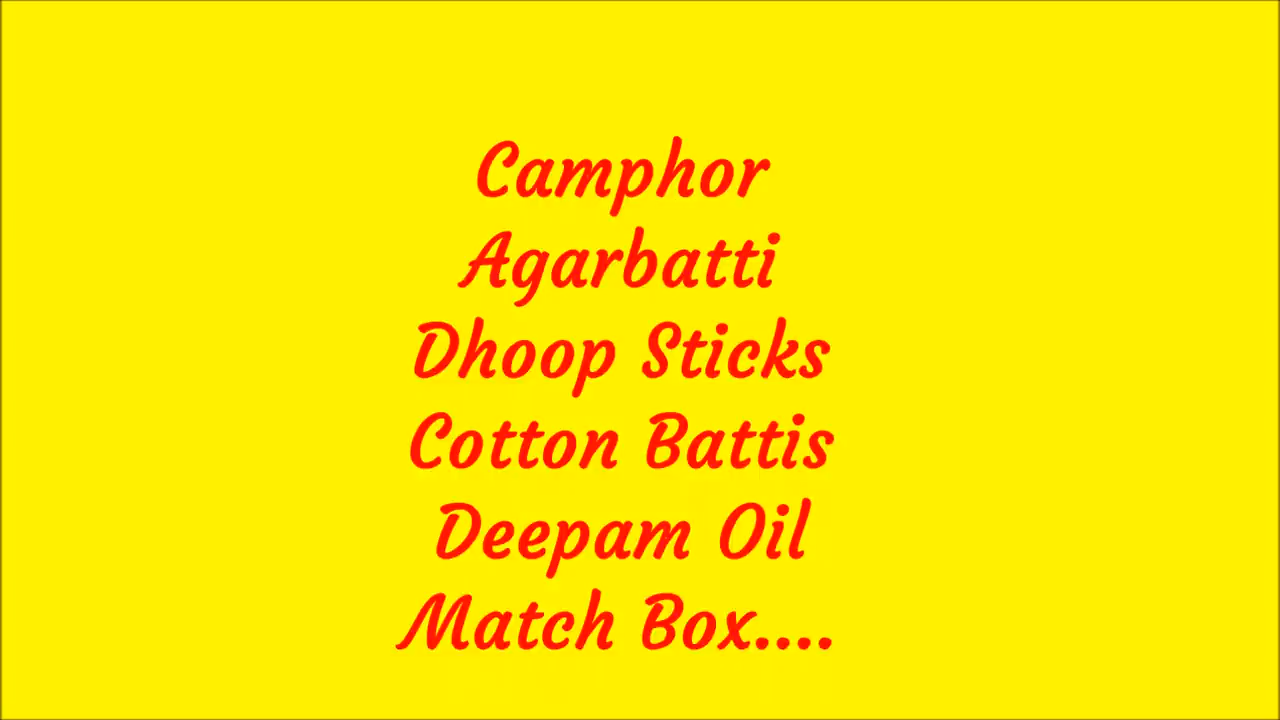 Camphor
Agarbatti
Dhoop Sticks
Cotton Battis
Deepam Oil
Match Box....